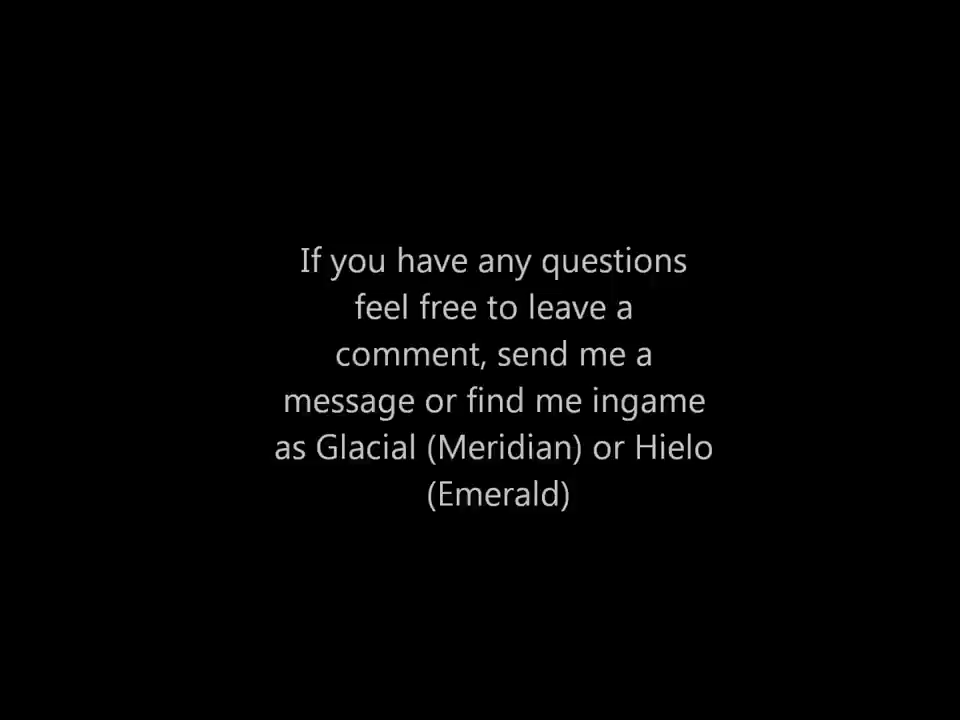 If you have any questions
feel free to leave a
comment, send me a
message or find me ingame
as Glacial (Meridian) or Hielo
(Emerald)